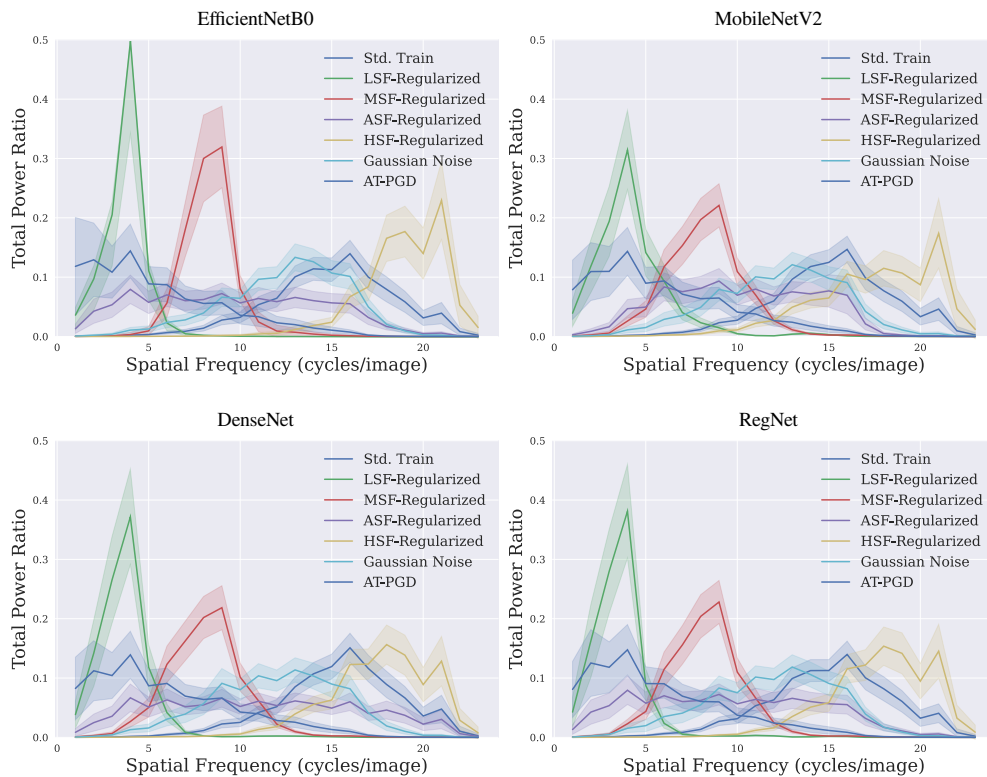 EfficientNetB0
Total Power Ratio
0.5
0.4
0.3
0.2
0.1
0.0
Std. Train
LSF-Regularized
MSF-Regularized
ASF-Regularized
HSF-Regularized
Gaussian Noise
AT-PGD
0 5 10 15 20
Spatial Frequency (cycles/image)
MobileNetV2
Total Power Ratio
0.5
0.4
0.3
0.2
0.1
0.0
Std. Train
LSF-Regularized
MSF-Regularized
ASF-Regularized
HSF-Regularized
Gaussian Noise
AT-PGD
0 5 10 15 20
Spatial Frequency (cycles/image)
DenseNet
Total Power Ratio
0.5
0.4
0.3
0.2
0.1
0.0
Std. Train
LSF-Regularized
MSF-Regularized
ASF-Regularized
HSF-Regularized
Gaussian Noise
AT-PGD
0 5 10 15 20
Spatial Frequency (cycles/image)
RegNet
Total Power Ratio
0.5
0.4
0.3
0.2
0.1
0.0
Std. Train
LSF-Regularized
MSF-Regularized
ASF-Regularized
HSF-Regularized
Gaussian Noise
AT-PGD
0 5 10 15 20
Spatial Frequency (cycles/image)